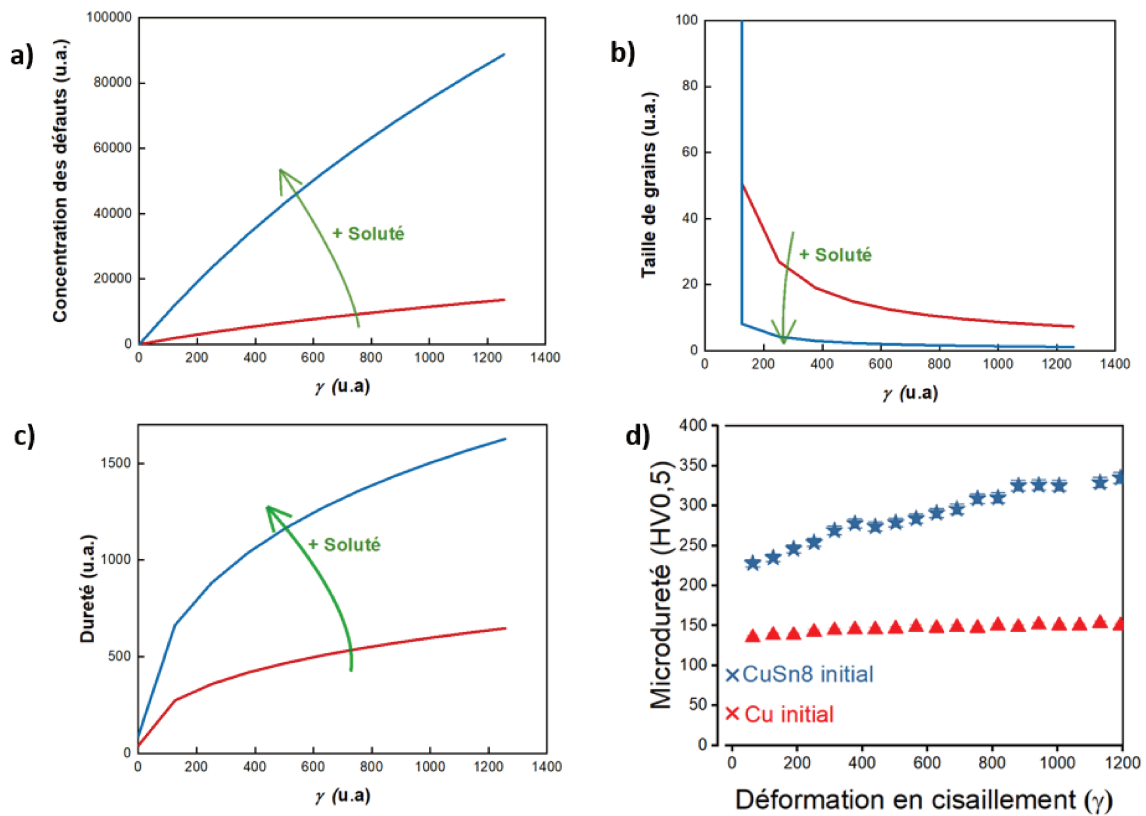 a)
Concentration des défauts (u.a.)
100000
80000
60000
40000
20000
0
+ Soluté
0 200 400 600 800 1000 1200 1400
γ (u.a)
b)
Taille de grains (u.a.)
100
80
60
40
20
0
+ Soluté
0 200 400 600 800 1000 1200 1400
γ (u.a)
c)
Dureté (u.a.)
1500
1000
500
0
+ Soluté
0 200 400 600 800 1000 1200 1400
γ (u.a)
d)
Microdureté (HV0,5)
400
350
300
250
200
150
100
50
0
CuSn8 initial
Cu initial
0 200 400 600 800 1000 1200
Déformation en cisaillement (γ)